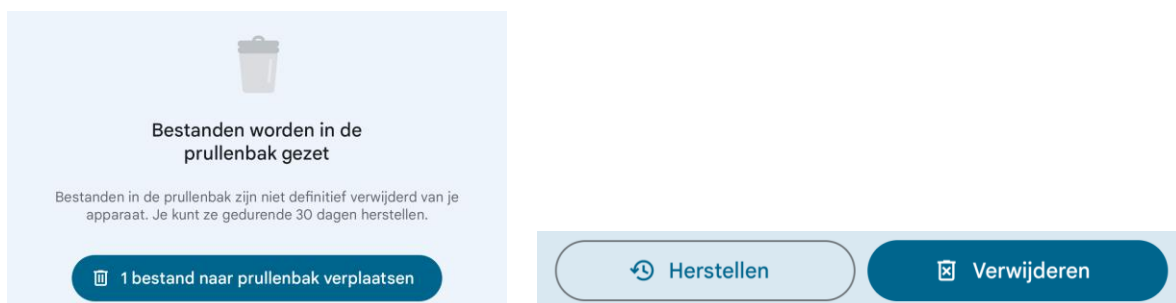 Bestanden worden in de
prullenbak gezet
Bestanden in de prullenbak zijn niet definitief verwijderd van je
apparaat. Je kunt ze gedurende 30 dagen herstellen.
1 bestand naar prullenbak verplaatsen
Herstellen
Verwijderen